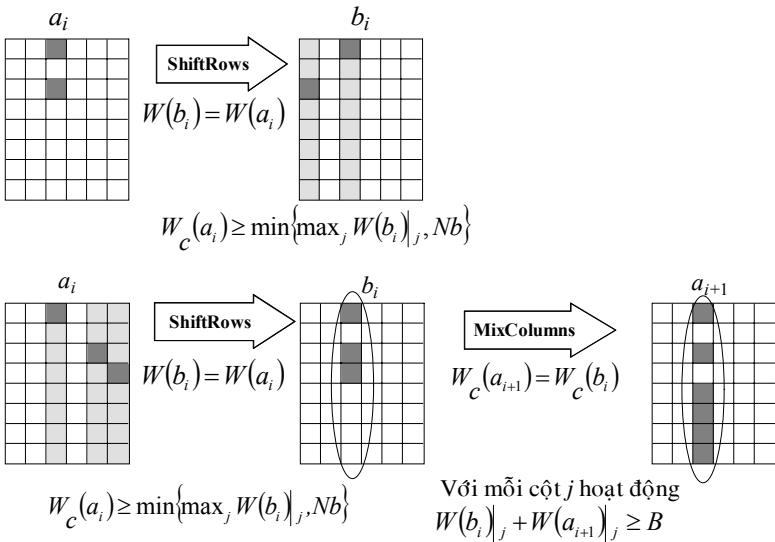 a_i
b_i
ShiftRows
W(b_i) = W(a_i)
W_c(a_i) ≥ min{max_j W(b_i)|_j, Nb}
a_i
b_i
a_{i+1}
ShiftRows
MixColumns
W(b_i) = W(a_i)
W_c(a_{i+1}) = W_c(b_i)
W_c(a_i) ≥ min{max_j W(b_i)|_j, Nb}
Với mỗi cột j hoạt động
W(b_i)|_j + W(a_{i+1})|_j ≥ B